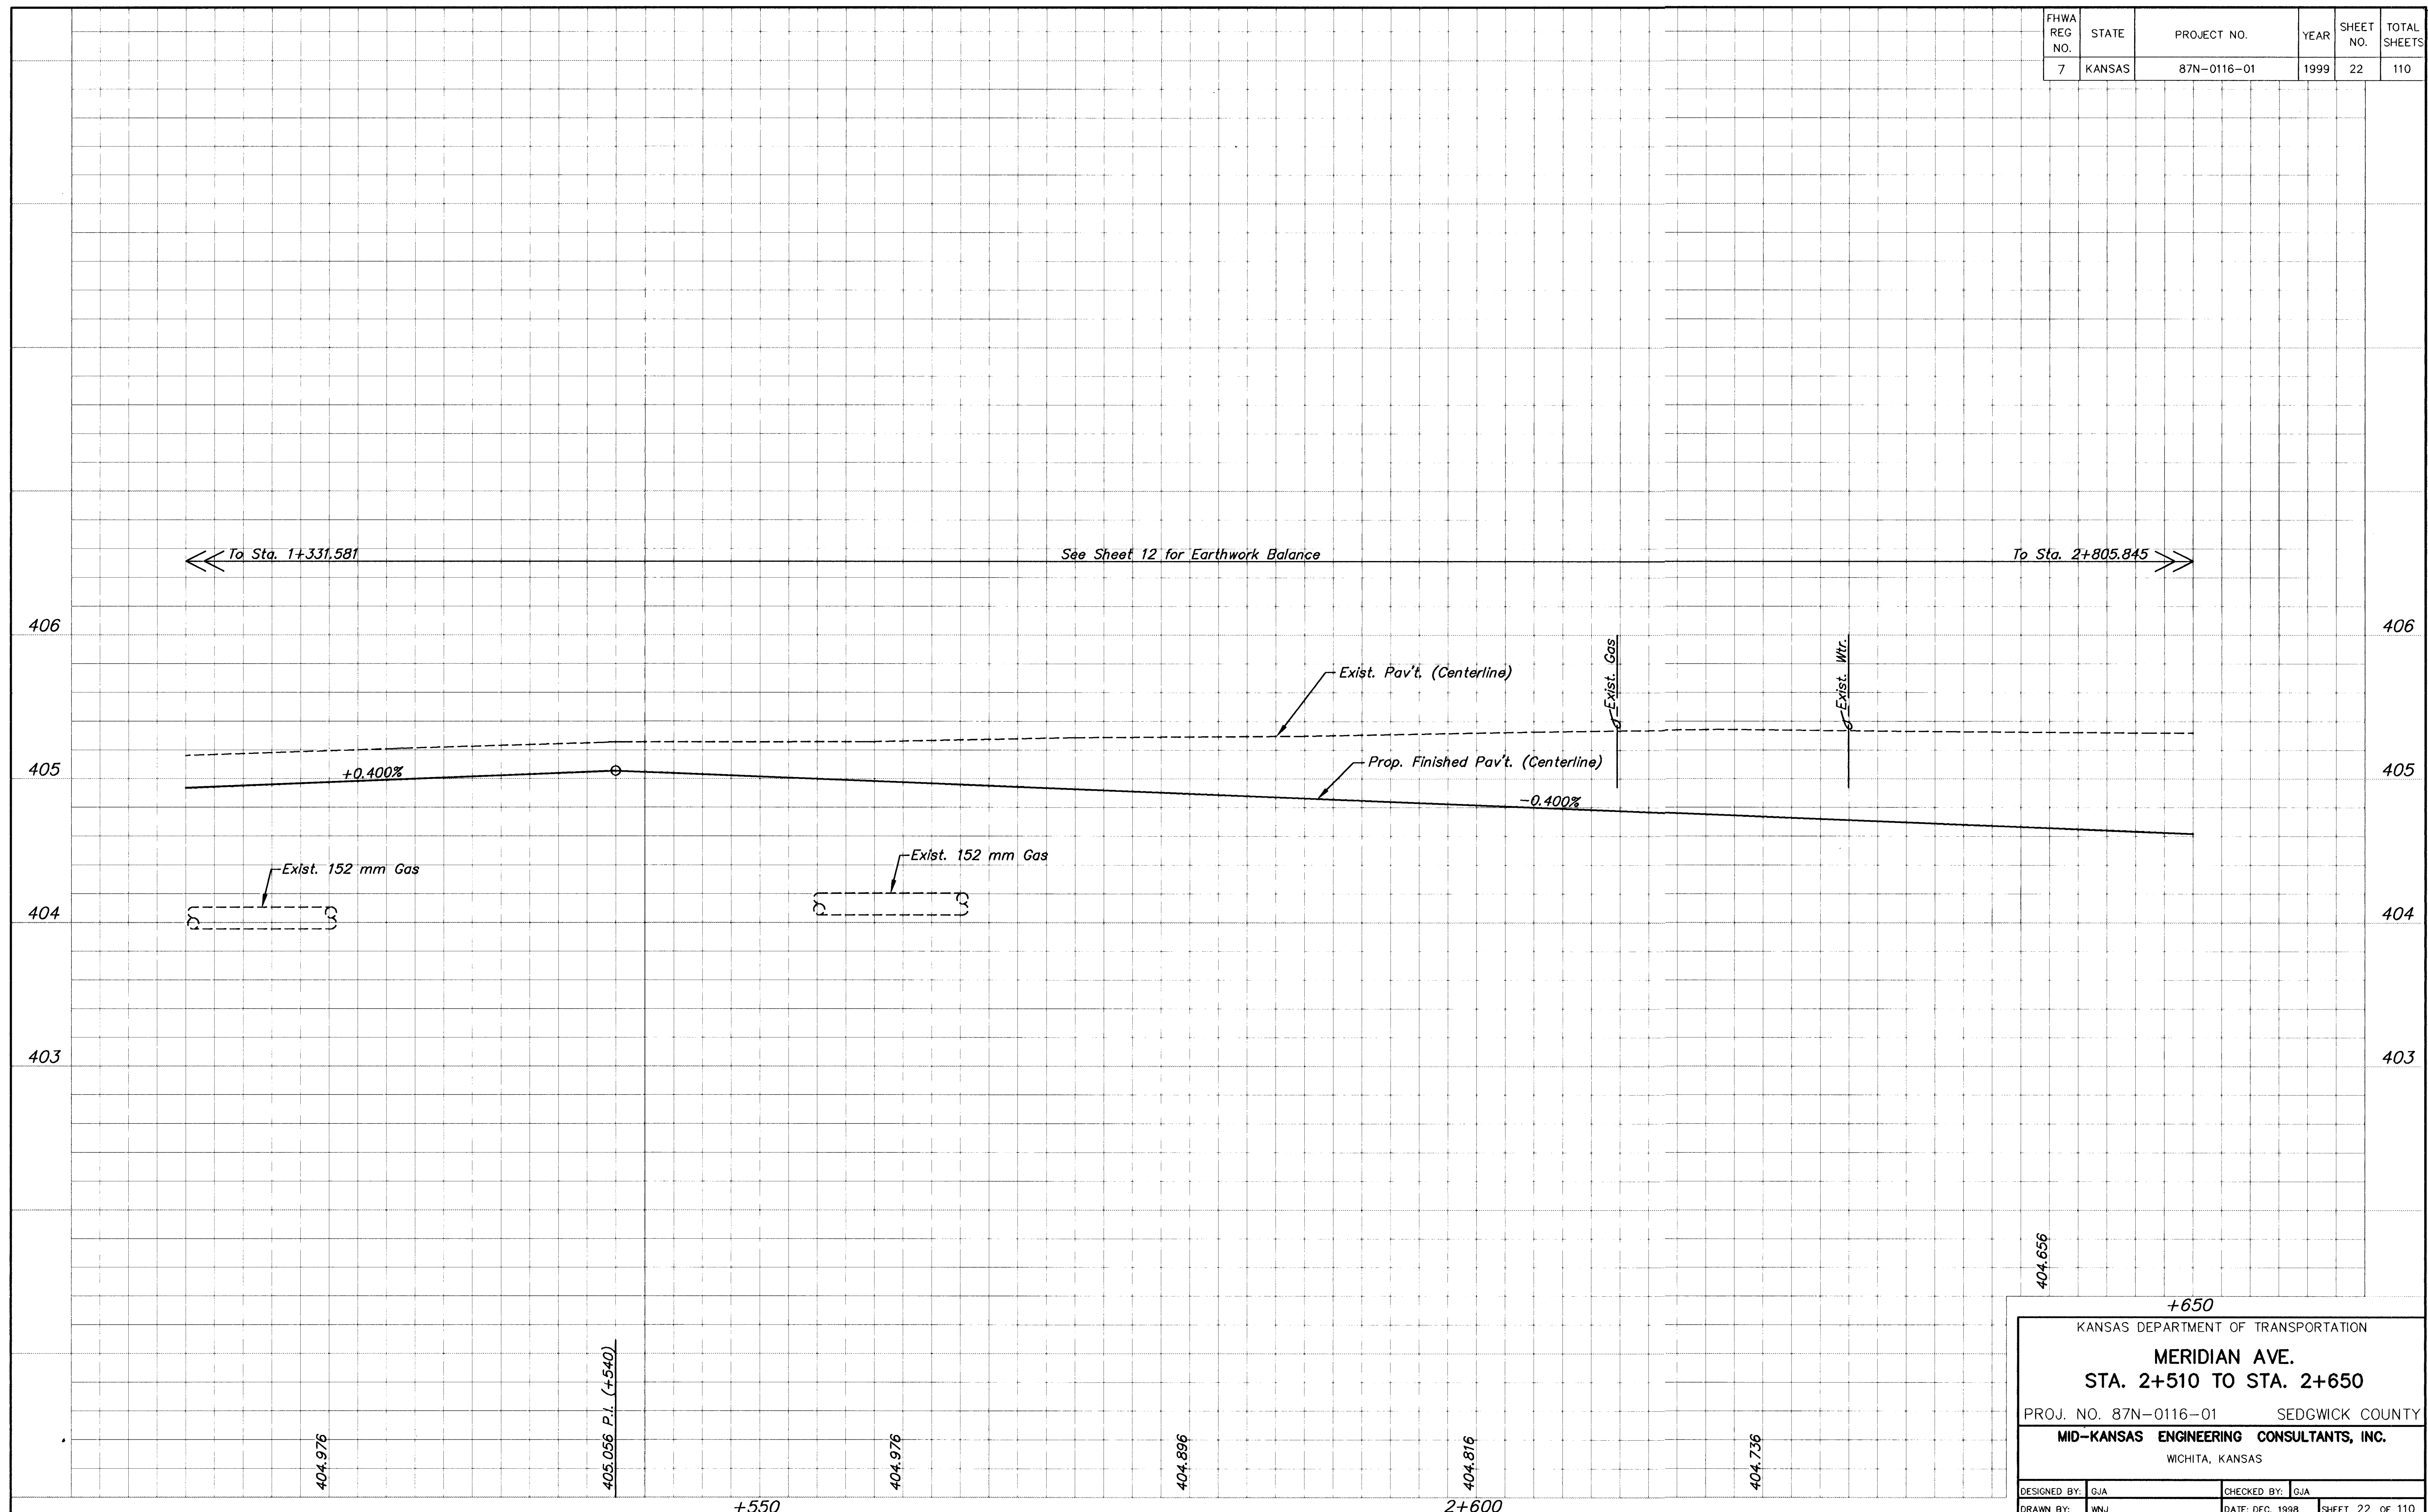 FHWA REG NO. STATE PROJECT NO. YEAR SHEET NO. TOTAL SHEETS
7 KANSAS 87N-0116-01 1999 22 110
To Sta. 1+331.581 See Sheet 12 for Earthwork Balance To Sta. 2+805.845
406 406
Exist. Gas
Exist. Wtr.
Exist. Pav't. (Centerline)
405 +0.400% Prop. Finished Pav't. (Centerline) 405
-0.400%
Exist. 152 mm Gas
Exist. 152 mm Gas
404 404
403 403
404.976
405.056 P.I. (+540)
404.976
404.896
404.816
404.736
404.656
+550 2+600 +650
KANSAS DEPARTMENT OF TRANSPORTATION
MERIDIAN AVE.
STA. 2+510 TO STA. 2+650
PROJ. NO. 87N-0116-01 SEDGWICK COUNTY
MID-KANSAS ENGINEERING CONSULTANTS, INC.
WICHITA, KANSAS
DESIGNED BY: GJA CHECKED BY: GJA
DRAWN BY: WNJ DATE: DEC. 1998 SHEET 22 OF 110